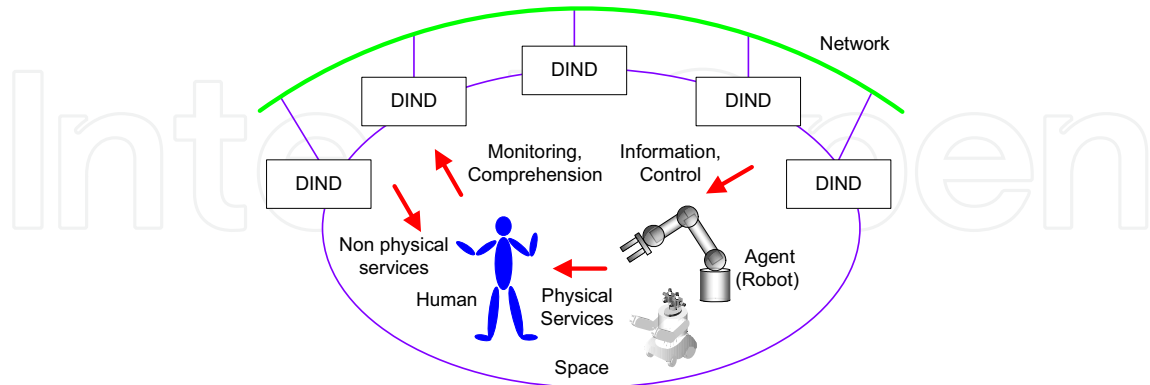 Network
DIND
DIND
DIND
DIND
DIND
Monitoring,
Comprehension
Information,
Control
Non physical
services
Human
Physical
Services
Agent
(Robot)
Space